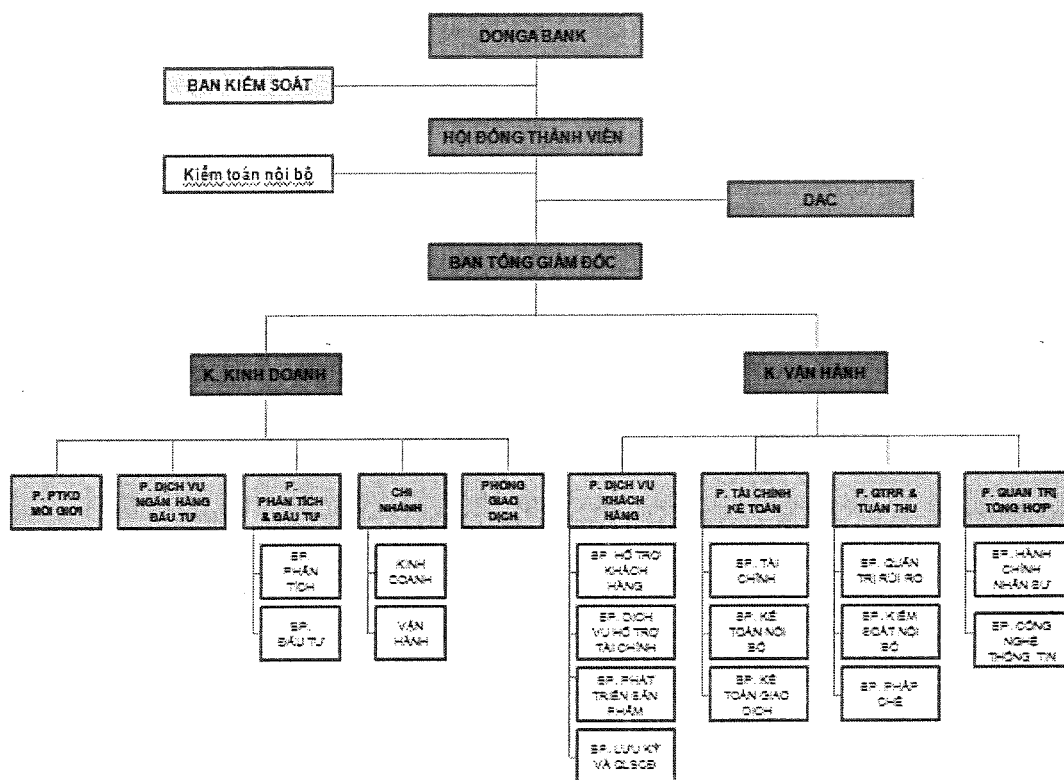 DONGA BANK
BAN KIỂM SOÁT
HỘI ĐỒNG THÀNH VIÊN
Kiểm toán nội bộ
DAC
BAN TỔNG GIÁM ĐỐC
K. KINH DOANH
K. VẬN HÀNH
P. PTKD
MÔI GIỚI
P. DỊCH VỤ
NGÂN HÀNG
ĐẦU TƯ
P.
PHÂN TÍCH
& ĐẦU TƯ
CHI
NHÁNH
PHÒNG
GIAO
DỊCH
P. DỊCH VỤ
KHÁCH
HÀNG
P. TÀI CHÍNH
KẾ TOÁN
P. QTRR &
TUÂN THỦ
P. QUẢN TRỊ
TỔNG HỢP
BP.
PHÂN
TÍCH
BP.
ĐẦU TƯ
KINH
DOANH
VẬN
HÀNH
BP. HỖ TRỢ
KHÁCH
HÀNG
BP. DỊCH
VỤ HỖ TRỢ
TÀI CHÍNH
BP. PHÁT
TRIỂN SẢN
PHẨM
BP. LƯU KÝ
VÀ QLSCĐ
BP. TÀI
CHÍNH
BP. KẾ
TOÁN NỘI
BỘ
BP. KẾ
TOÁN GIAO
DỊCH
BP. QUẢN
TRỊ RỦI RO
BP. KIỂM
SOÁT NỘI
BỘ
BP. PHÁP
CHẾ
BP. HÀNH
CHÍNH
NHÂN SỰ
BP. CÔNG
NGHỆ
THÔNG TIN